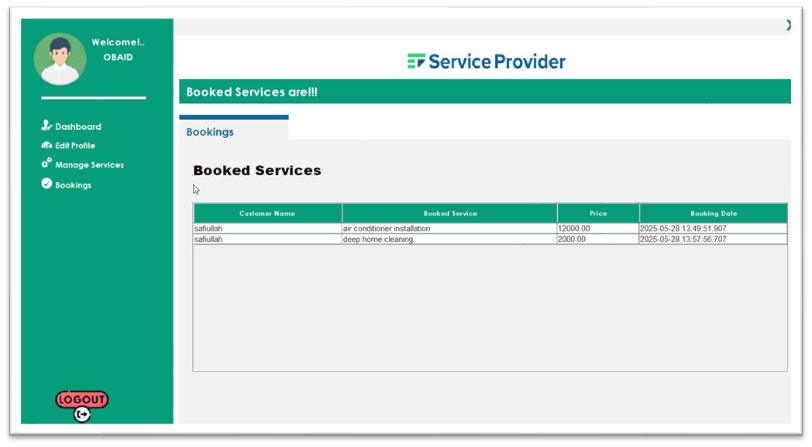 Welcome!..
OBAID
Dashboard
Edit Profile
Manage Services
Bookings
LOGOUT
Service Provider
Booked Services are!!!
Bookings
Booked Services
Customer Name Booked Service Price Booking Date
safiullah air conditioner installation 12000.00 2025-05-28 13:49:51.907
safiullah deep home cleaning 2000.00 2025-05-28 13:57:56.707